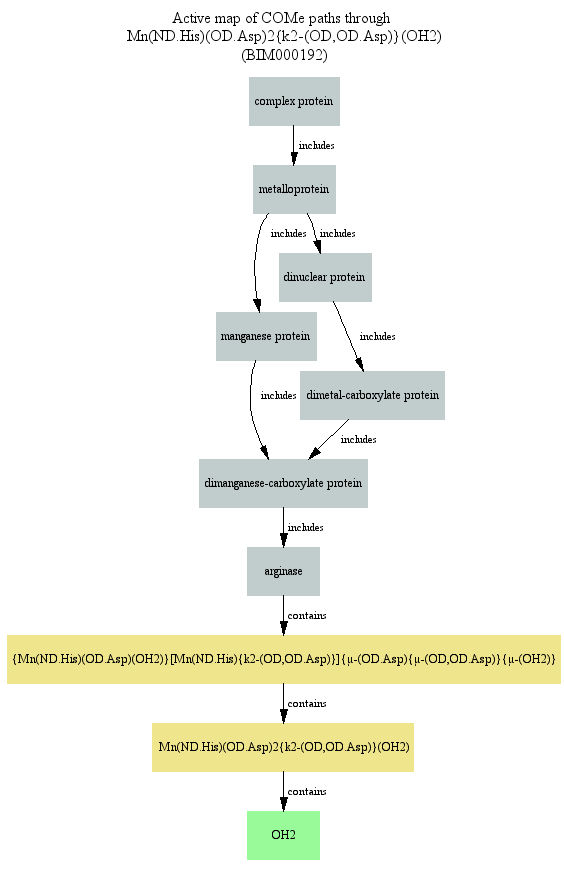 Active map of COMe paths through
Mn(ND.His)(OD.Asp)2{k2-(OD,OD.Asp)}(OH2)
(BIM000192)
complex protein
includes
metalloprotein
includes
includes
dinuclear protein
manganese protein
includes
dimetal-carboxylate protein
includes
includes
dimanganese-carboxylate protein
includes
arginase
contains
{Mn(ND.His)(OD.Asp)(OH2)}[Mn(ND.His){k2-(OD,OD.Asp)}]{μ-(OD.Asp){μ-(OD,OD.Asp)}{μ-(OH2)}
contains
Mn(ND.His)(OD.Asp)2{k2-(OD,OD.Asp)}(OH2)
contains
OH2